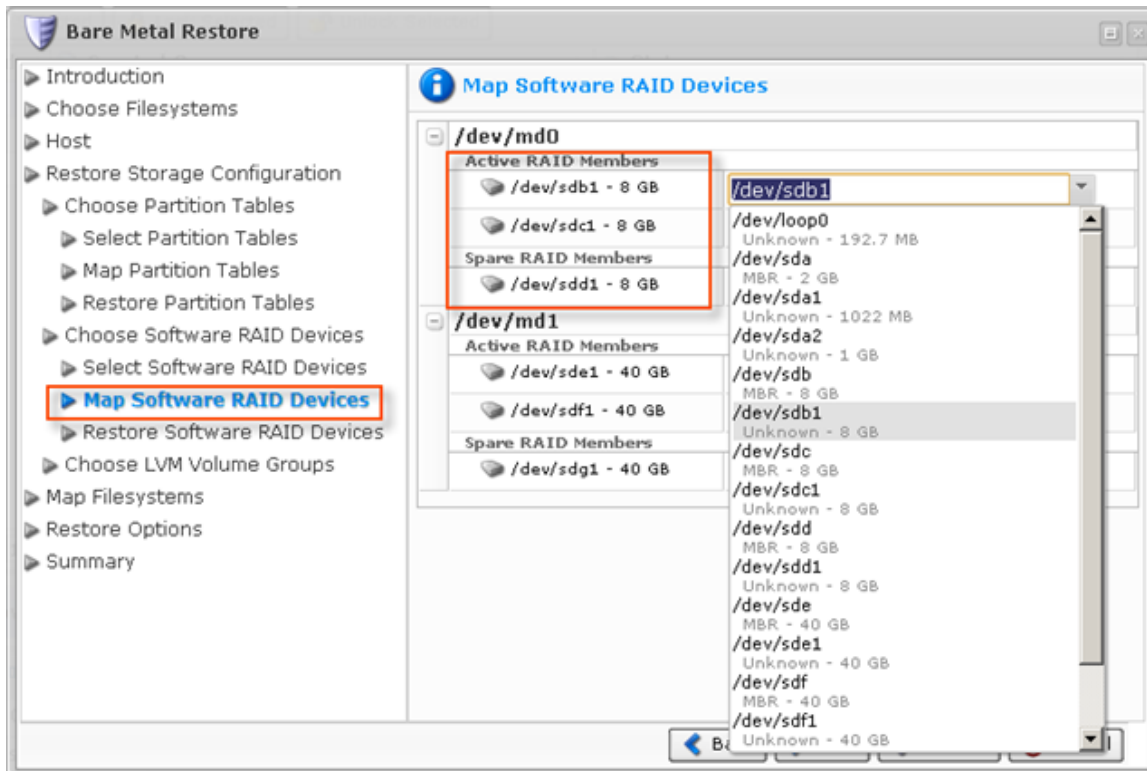 Bare Metal Restore
Introduction
Choose Filesystems
Host
Restore Storage Configuration
Choose Partition Tables
Select Partition Tables
Map Partition Tables
Restore Partition Tables
Choose Software RAID Devices
Select Software RAID Devices
Map Software RAID Devices
Restore Software RAID Devices
Choose LVM Volume Groups
Map Filesystems
Restore Options
Summary
Map Software RAID Devices
/dev/md0
Active RAID Members
/dev/sdb1 - 8 GB
/dev/sdc1 - 8 GB
Spare RAID Members
/dev/sdd1 - 8 GB
/dev/md1
Active RAID Members
/dev/sde1 - 40 GB
/dev/sdf1 - 40 GB
Spare RAID Members
/dev/sdg1 - 40 GB
/dev/sdb1
/dev/loop0
Unknown - 192.7 MB
/dev/sda
MBR - 2 GB
/dev/sda1
Unknown - 1022 MB
/dev/sda2
Unknown - 1 GB
/dev/sdb
MBR - 8 GB
/dev/sdb1
Unknown - 8 GB
/dev/sdc
MBR - 8 GB
/dev/sdc1
Unknown - 8 GB
/dev/sdd
MBR - 8 GB
/dev/sdd1
Unknown - 8 GB
/dev/sde
MBR - 40 GB
/dev/sde1
Unknown - 40 GB
/dev/sdf
MBR - 40 GB
/dev/sdf1
Unknown - 40 GB